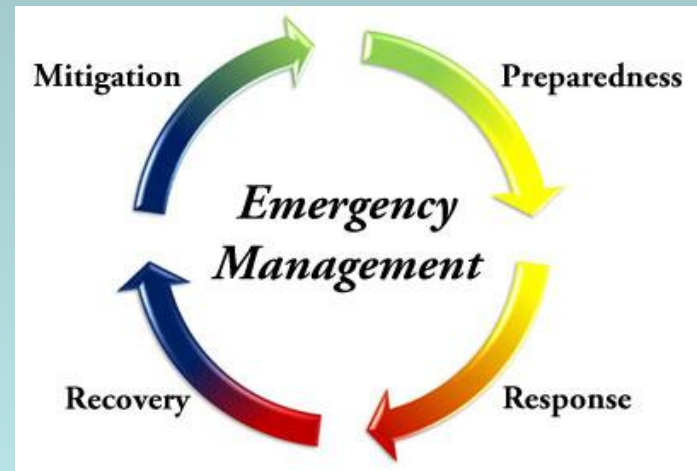 Mitigation
Preparedness
Emergency
Management
Recovery
Response